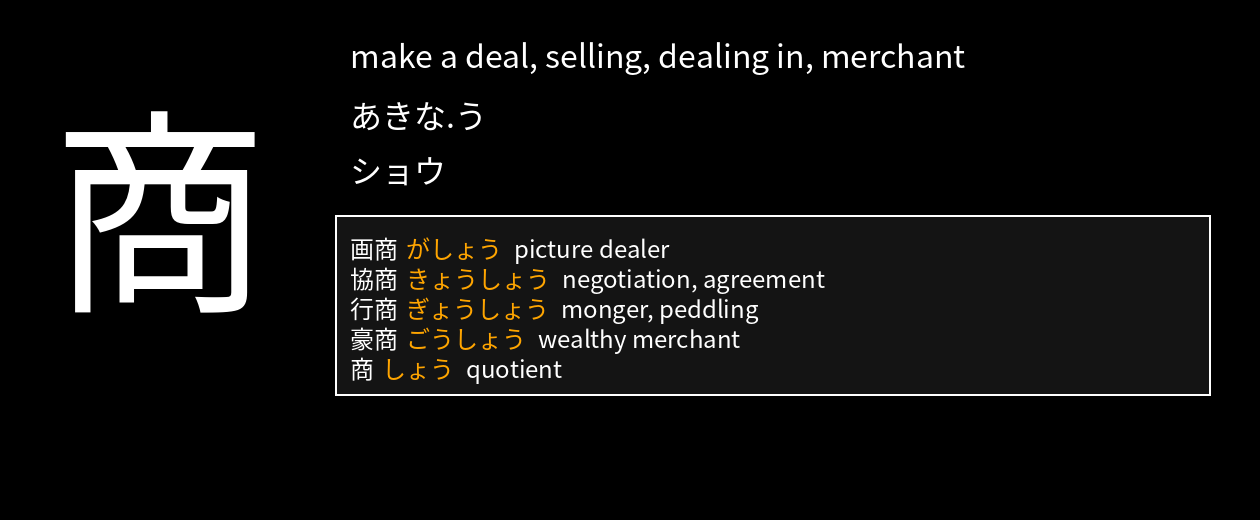 商
make a deal, selling, dealing in, merchant
あきな.う
ショウ
画商 がしょう picture dealer
協商 きょうしょう negotiation, agreement
行商 ぎょうしょう monger, peddling
豪商 ごうしょう wealthy merchant
商 しょう quotient